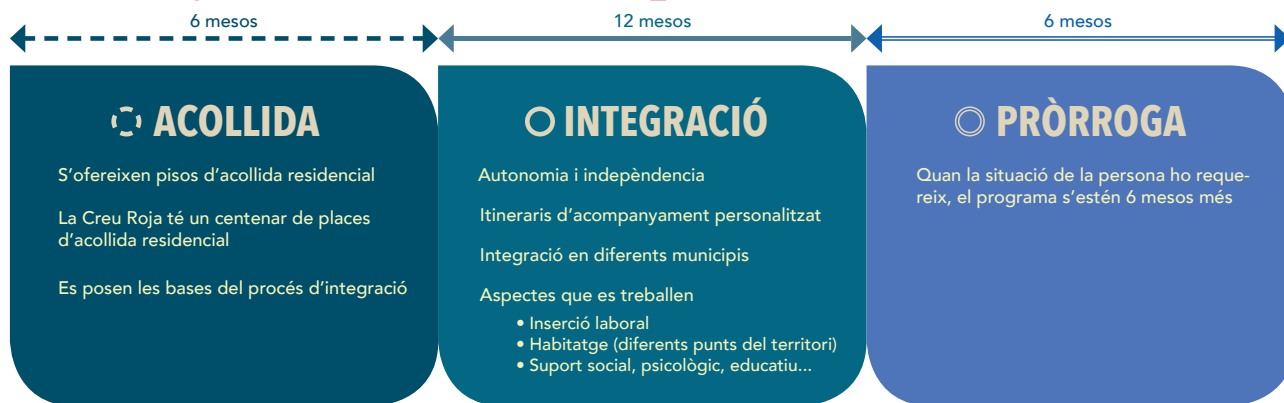 6 mesos
12 mesos
6 mesos
ACOLLIDA
S'ofereixen pisos d'acollida residencial
La Creu Roja té un centenar de places
d'acollida residencial
Es posen les bases del procés d'integració
INTEGRACIÓ
Autonomia i indepèndencia
Itineraris d'acompanyament personalitzat
Integració en diferents municipis
Aspectes que es treballen
• Inserció laboral
• Habitatge (diferents punts del territori)
• Suport social, psicològic, educatiu...
PRÒRROGA
Quan la situació de la persona ho reque-
reix, el programa s'estén 6 mesos més